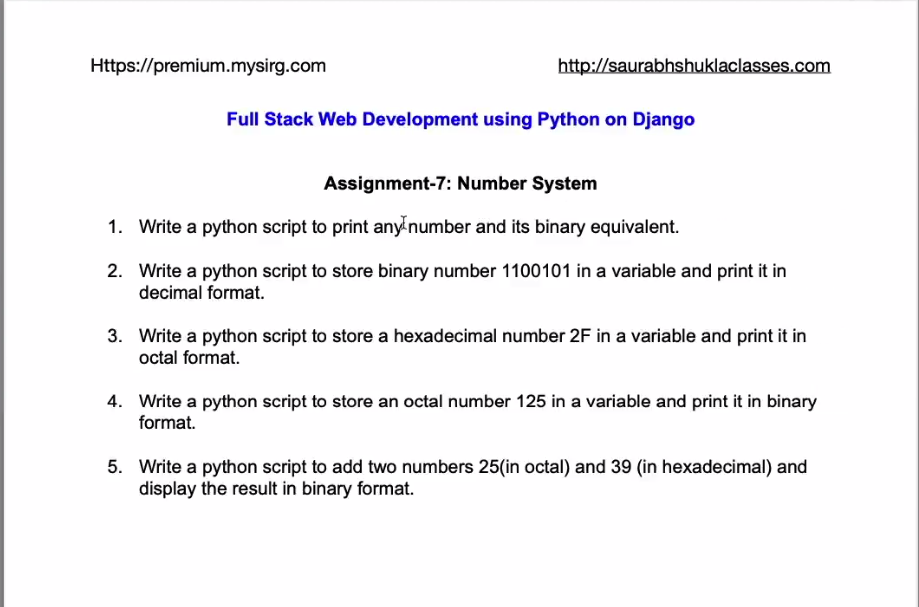 Https://premium.mysirg.com
http://saurabhshuklaclasses.com
Full Stack Web Development using Python on Django
Assignment-7: Number System
1. Write a python script to print any number and its binary equivalent.
2. Write a python script to store binary number 1100101 in a variable and print it in
decimal format.
3. Write a python script to store a hexadecimal number 2F in a variable and print it in
octal format.
4. Write a python script to store an octal number 125 in a variable and print it in binary
format.
5. Write a python script to add two numbers 25(in octal) and 39 (in hexadecimal) and
display the result in binary format.